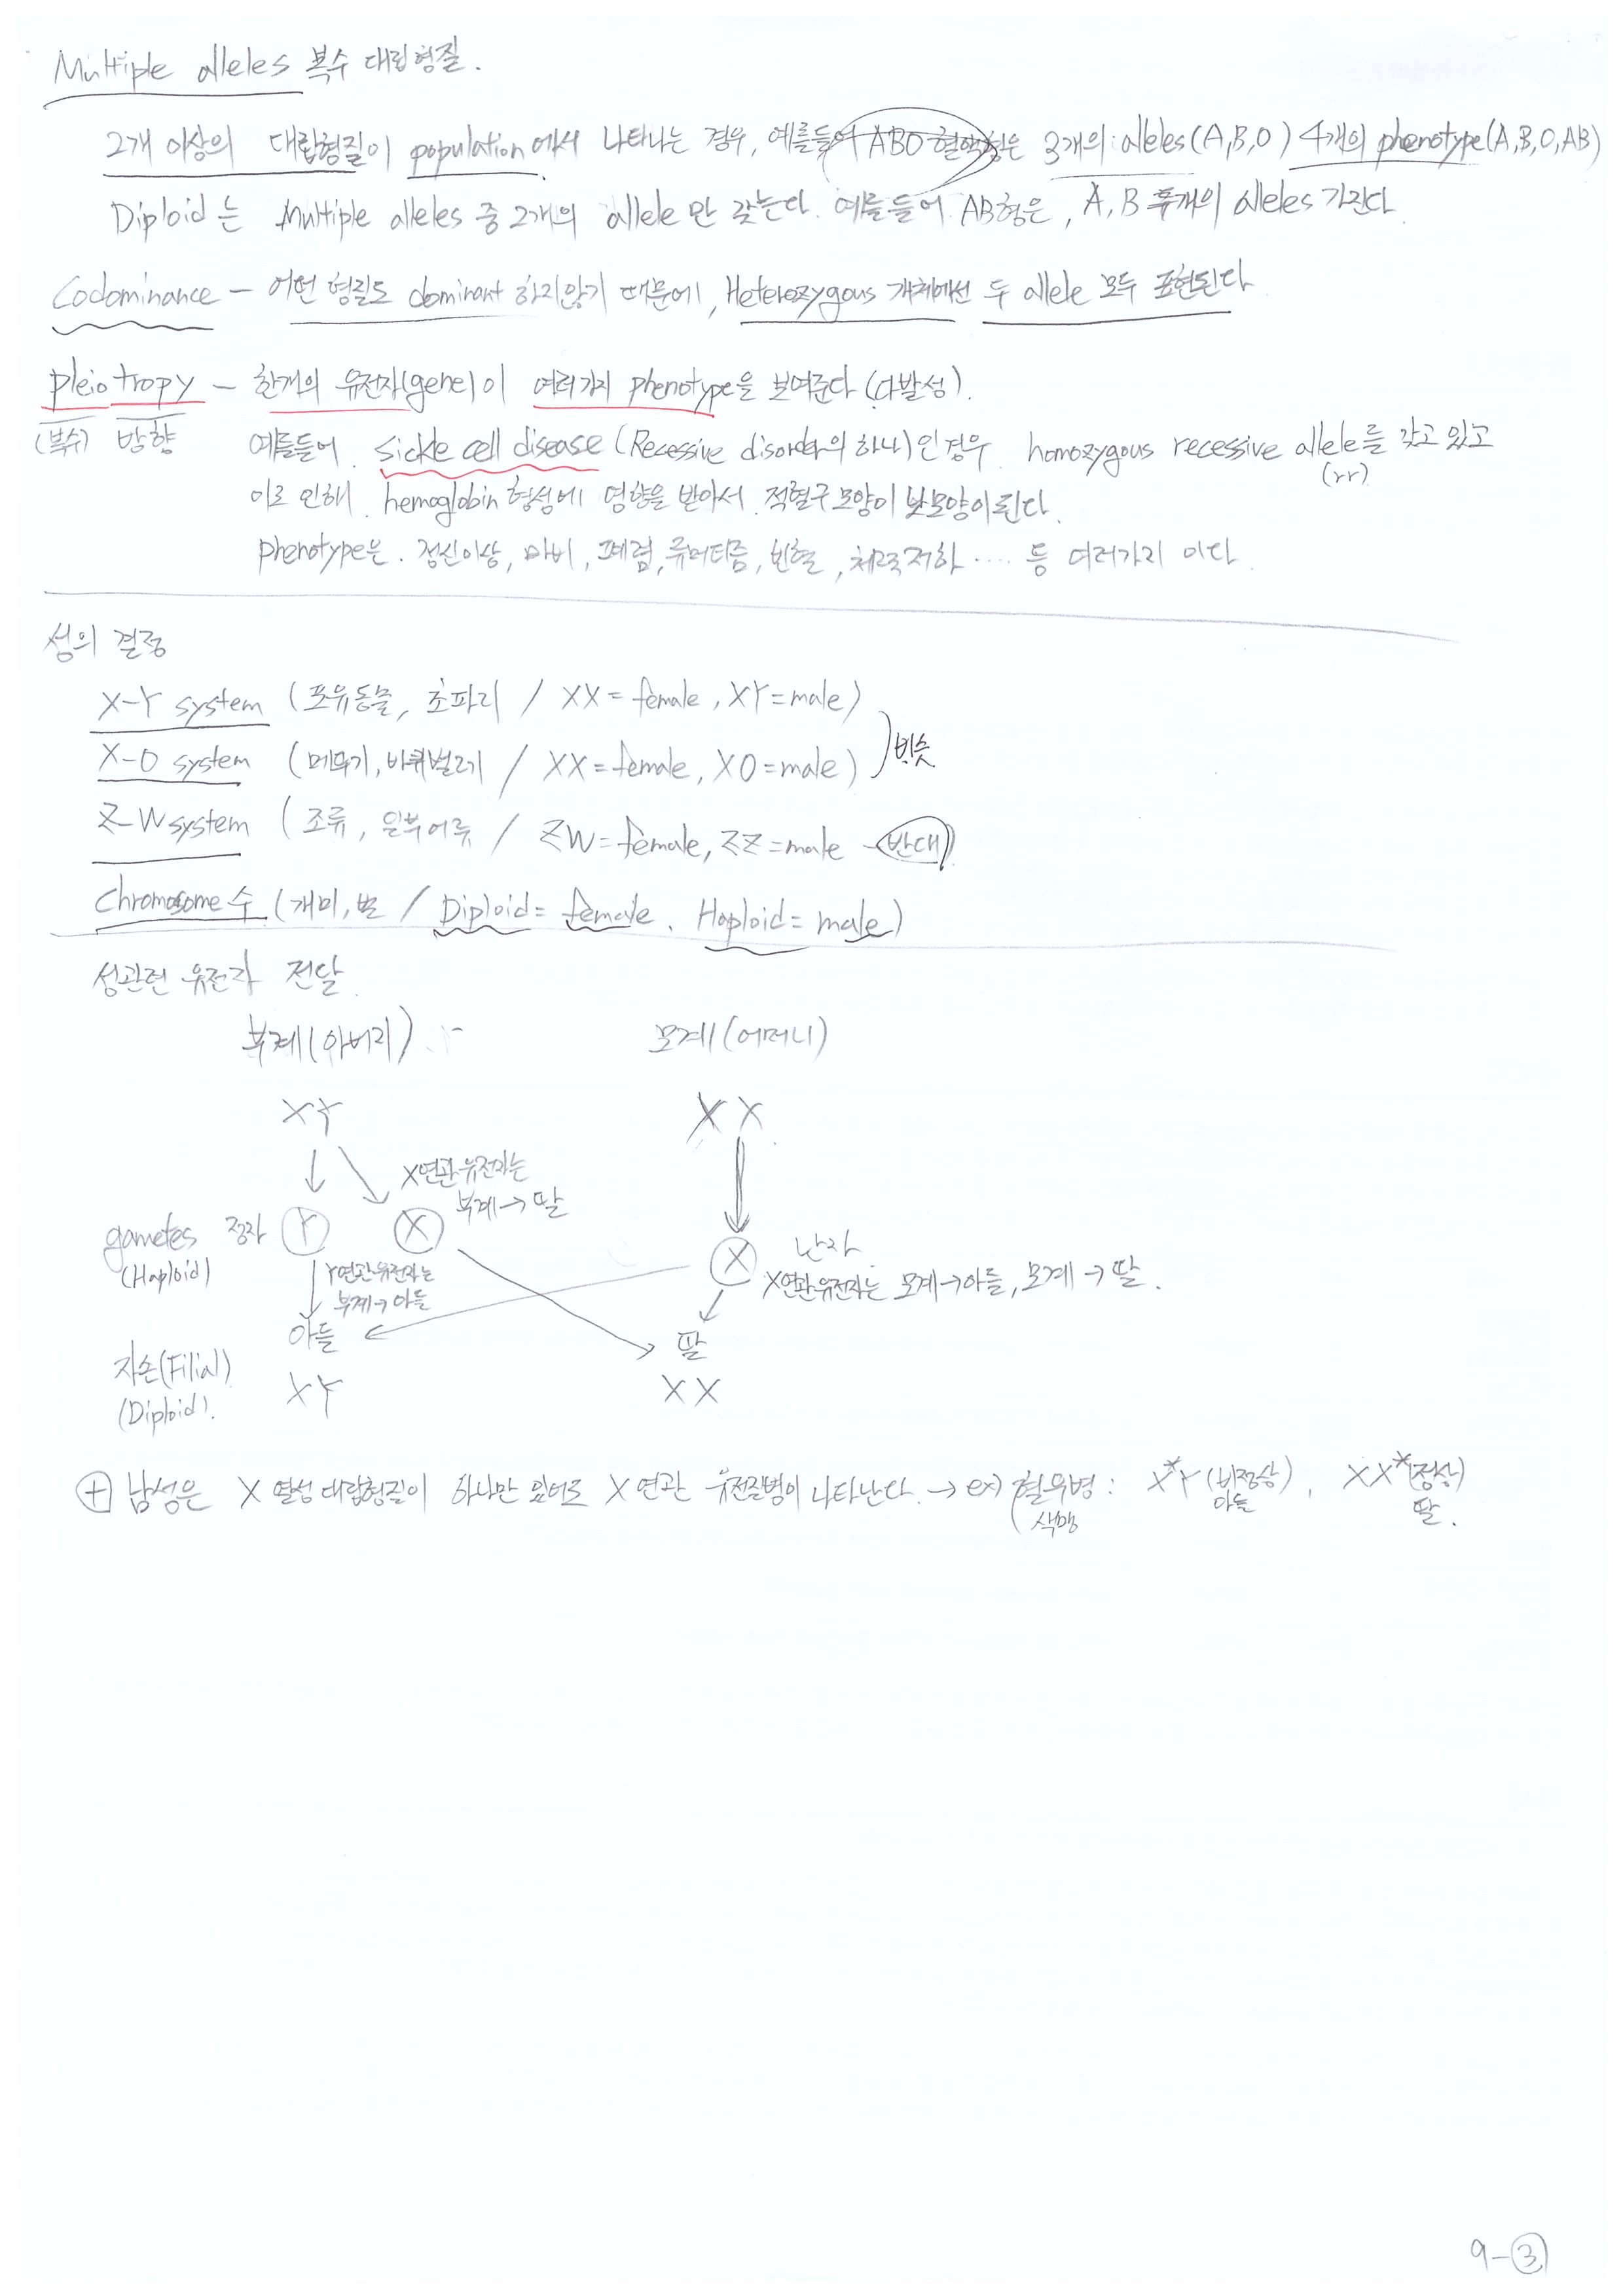 Multiple alleles 복수 대립형질.
2개 이상의 대립형질이 population에서 나타나는 경우, 예를들어 ABO 혈액형은 3개의 alleles(A,B,O) 4개의 phenotype(A,B,O,AB)
Diploid는 Multiple alleles 중 2개의 allele만 갖는다. 예를들어 AB형은, A,B 두개의 alleles 가진다.
Codominance - 어떤 형질도 dominant 하지않기 때문에, Heterozygous 개체에선 두 allele 모두 표현된다
pleiotropy - 한개의 유전자(gene)이 여러가지 phenotype을 보여준다 (다발성).
(복수) 방향 예를들어. Sickle cell disease (Recessive disorder의 하나)인경우. homozygous recessive allele를 갖고 있고
(rr)
이로 인해. hemoglobin 형성에 영향을 받아서 적혈구모양이 낫모양이된다.
phenotype은. 정신이상, 마비, 폐렴, 류머티즘, 빈혈, 체력저하 .... 등 여러가지 이다.
성의 결정
X-Y system (포유동물, 초파리 / XX = female, XY=male)
X-O system (메뚜기, 바퀴벌레 / XX=female, XO=male) 비슷
Z-W system (조류, 일부어류 / ZW=female, ZZ=male - 반대)
Chromosome 수 (개미, 벌 / Diploid= female. Haploid= male)
성관련 유전자 전달.
부계(아버지) 모계(어머니)
XY XX
X연관유전자는
부계→딸
gametes 정자 Y X X 난자
(Haploid)
Y연관유전자는
부계→아들
X연관유전자는 모계→아들, 모계→딸.
아들 딸
자손(Filial)
XY XX
(Diploid).
+ 남성은 X 열성대립형질이 하나만 있어도 X 연관 유전질병이 나타난다. → ex) 혈우병 : X*Y (비정상), XX*(정상)
색맹 아들 딸.
9-3